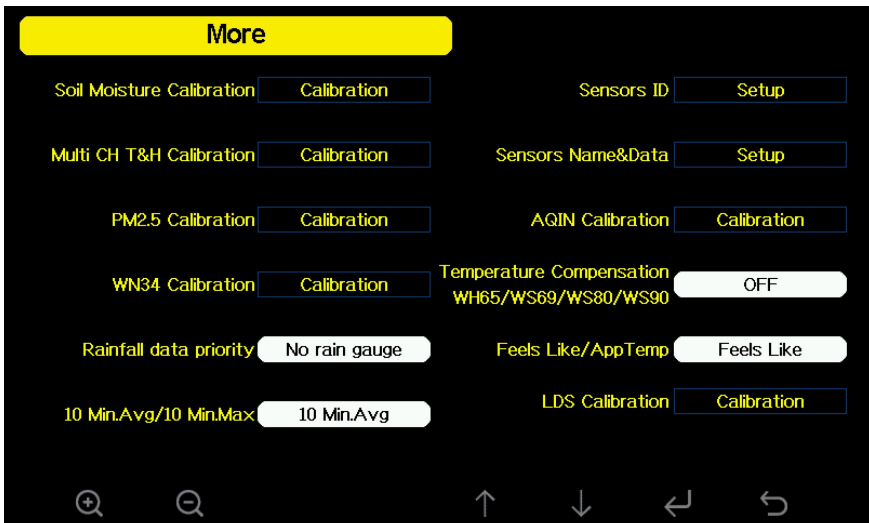 More
Soil Moisture Calibration Calibration
Sensors ID Setup
Multi CH T&H Calibration Calibration
Sensors Name&Data Setup
PM2.5 Calibration Calibration
AQIN Calibration Calibration
WN34 Calibration Calibration
Temperature Compensation
WH65/WS69/WS80/WS90 OFF
Rainfall data priority No rain gauge
Feels Like/AppTemp Feels Like
10 Min.Avg/10 Min.Max 10 Min.Avg
LDS Calibration Calibration